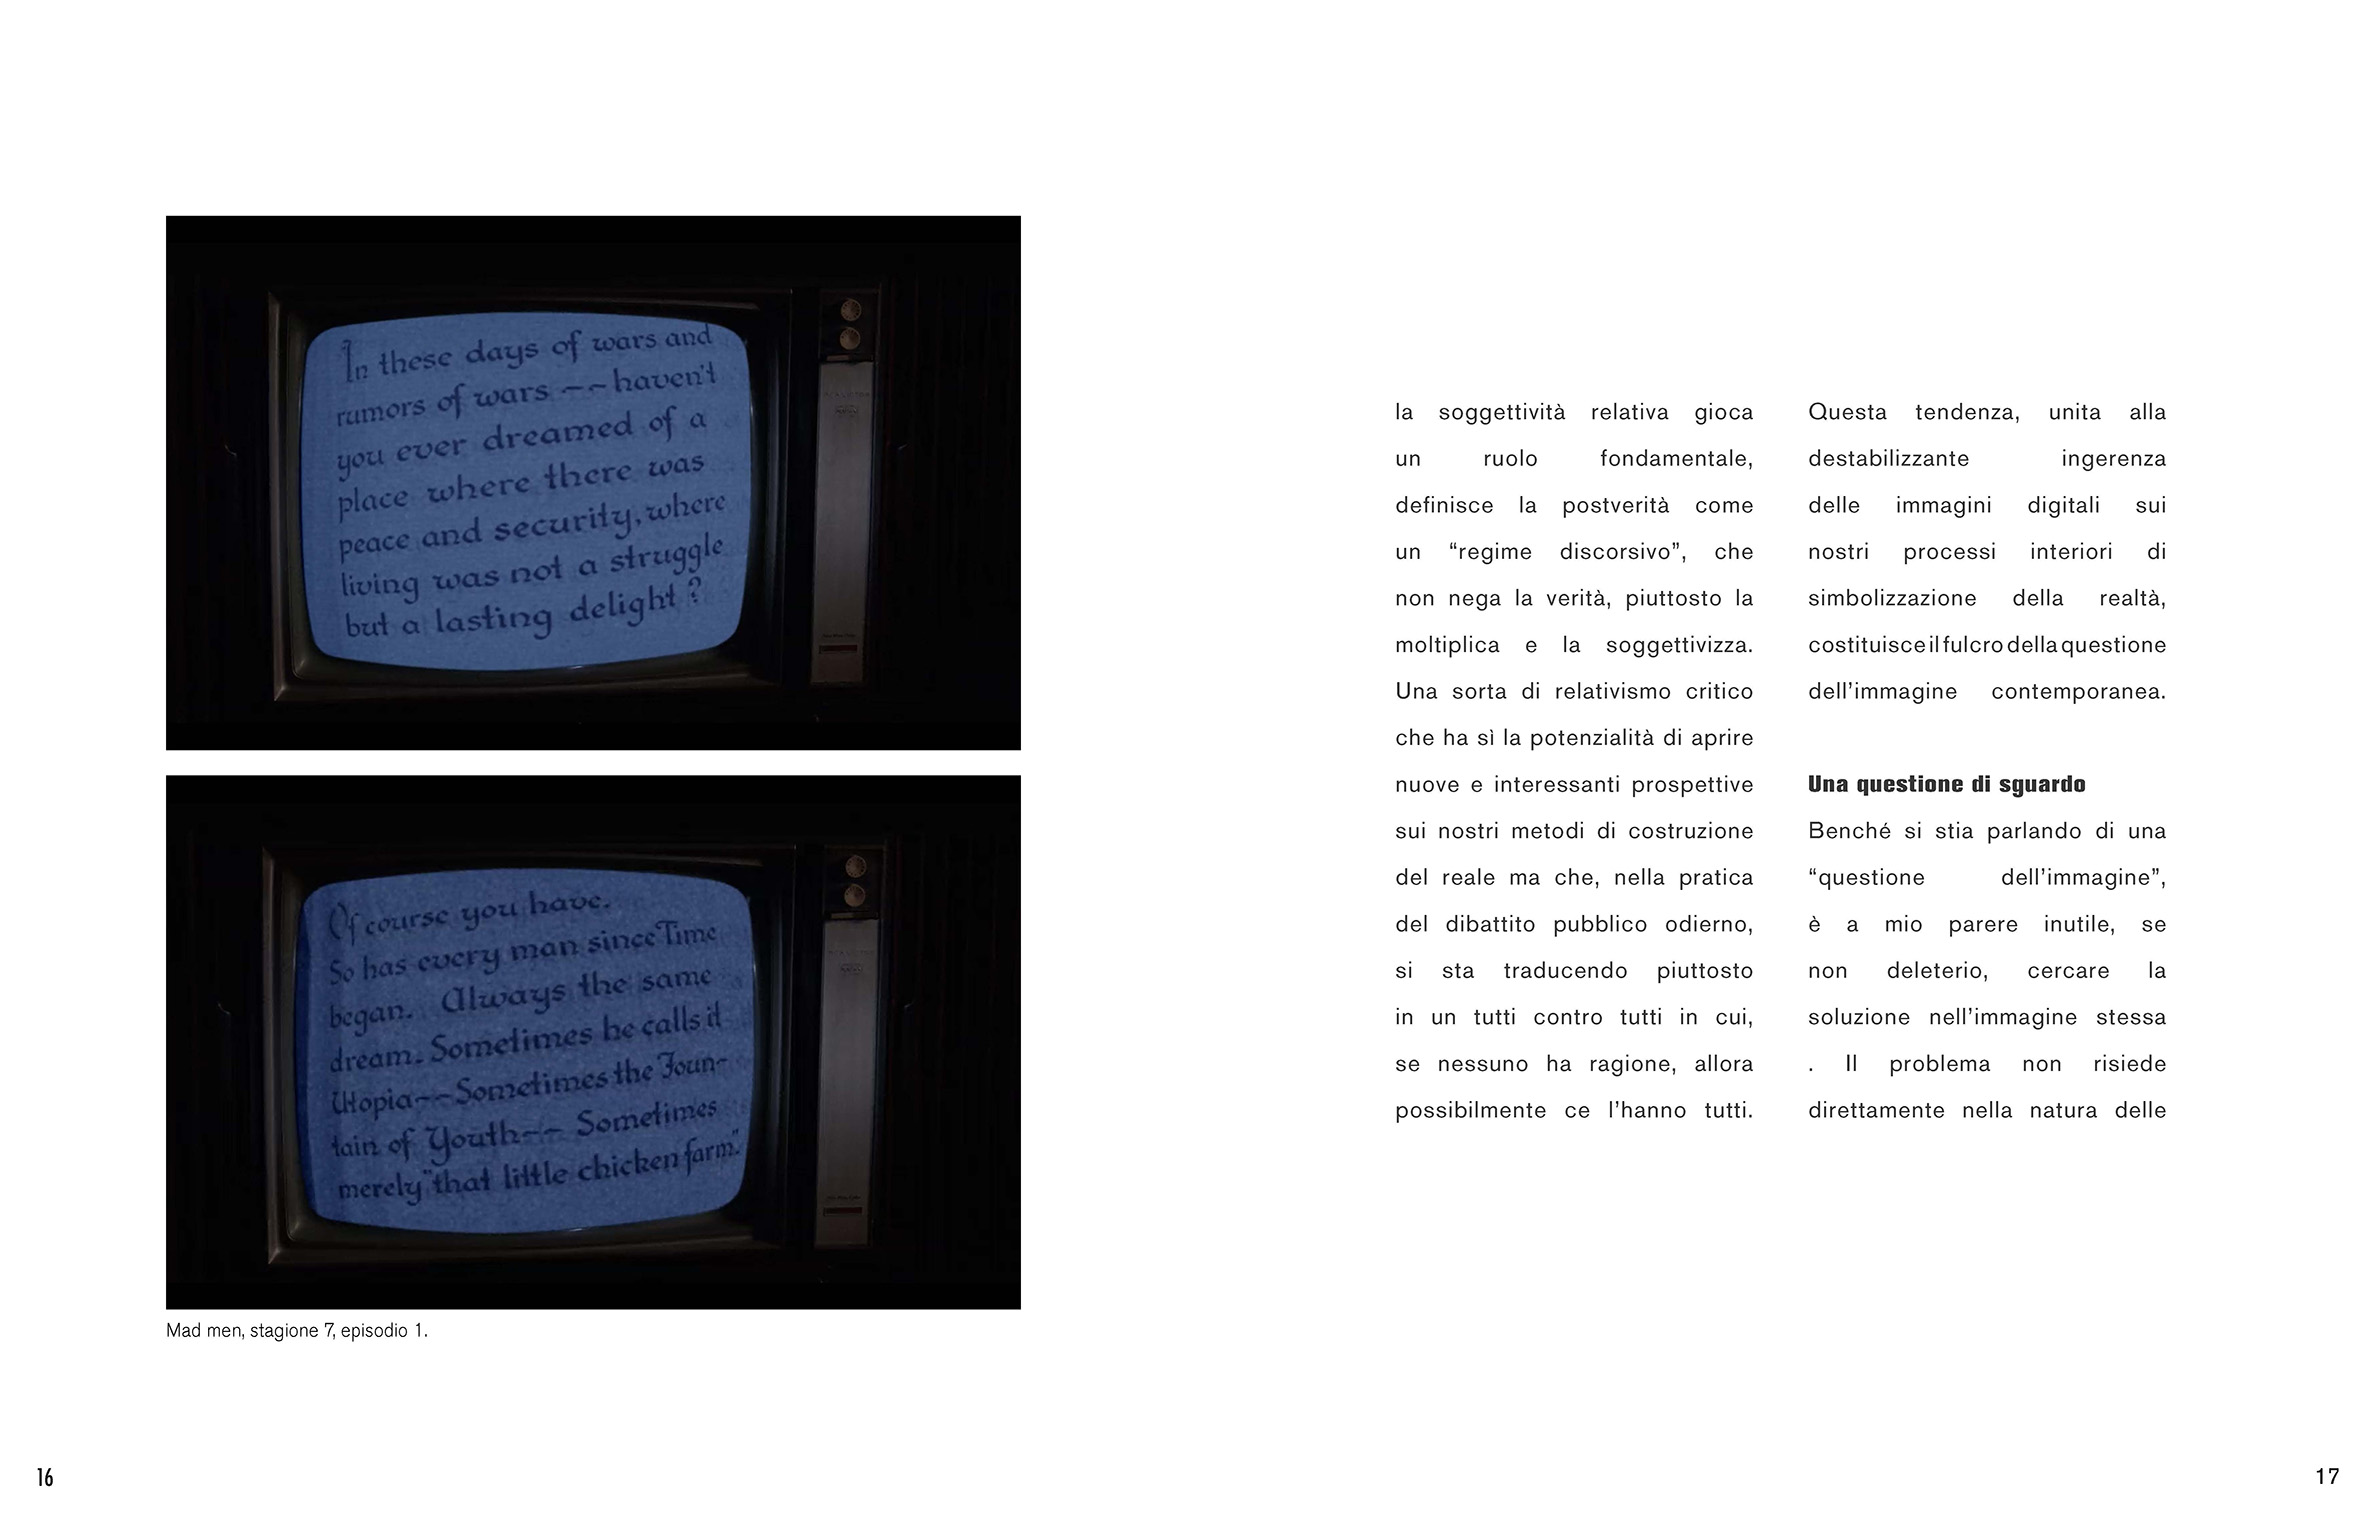 In these days of wars and
rumors of wars -- haven't
you ever dreamed of a
place where there was
peace and security, where
living was not a struggle
but a lasting delight?
Of course you have.
So has every man since Time
began. Always the same
dream. Sometimes he calls it
Utopia -- Sometimes the Foun-
tain of Youth -- Sometimes
merely "that little chicken farm."
Mad men, stagione 7, episodio 1.
16
la soggettività relativa gioca
un ruolo fondamentale,
definisce la postverità come
un “regime discorsivo”, che
non nega la verità, piuttosto la
moltiplica e la soggettivizza.
Una sorta di relativismo critico
che ha sì la potenzialità di aprire
nuove e interessanti prospettive
sui nostri metodi di costruzione
del reale ma che, nella pratica
del dibattito pubblico odierno,
si sta traducendo piuttosto
in un tutti contro tutti in cui,
se nessuno ha ragione, allora
possibilmente ce l’hanno tutti.
Questa tendenza, unita alla
destabilizzante ingerenza
delle immagini digitali sui
nostri processi interiori di
simbolizzazione della realtà,
costituisce il fulcro della questione
dell’immagine contemporanea.
Una questione di sguardo
Benché si stia parlando di una
“questione dell’immagine”,
è a mio parere inutile, se
non deleterio, cercare la
soluzione nell’immagine stessa
. Il problema non risiede
direttamente nella natura delle
17